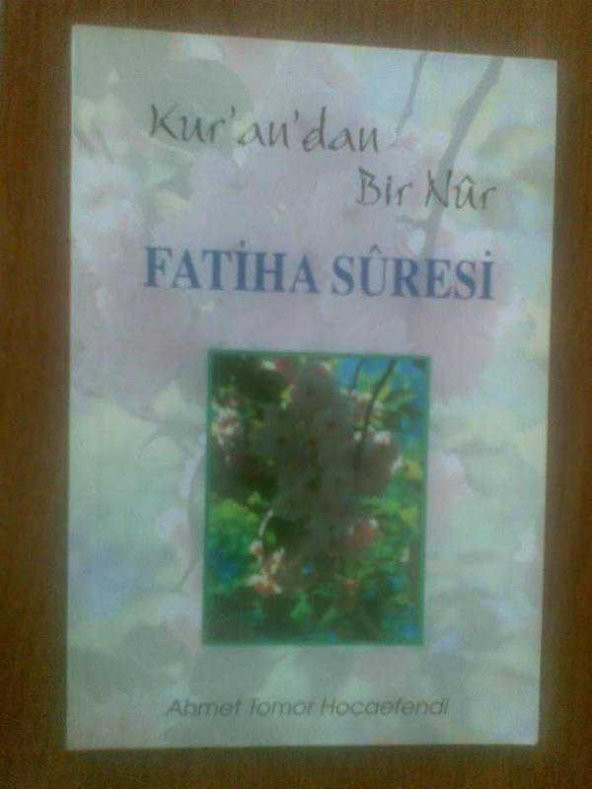 Kur'an'dan
Bir Nûr
FATİHA SÛRESİ
Ahmet Tomor Hocaefendi